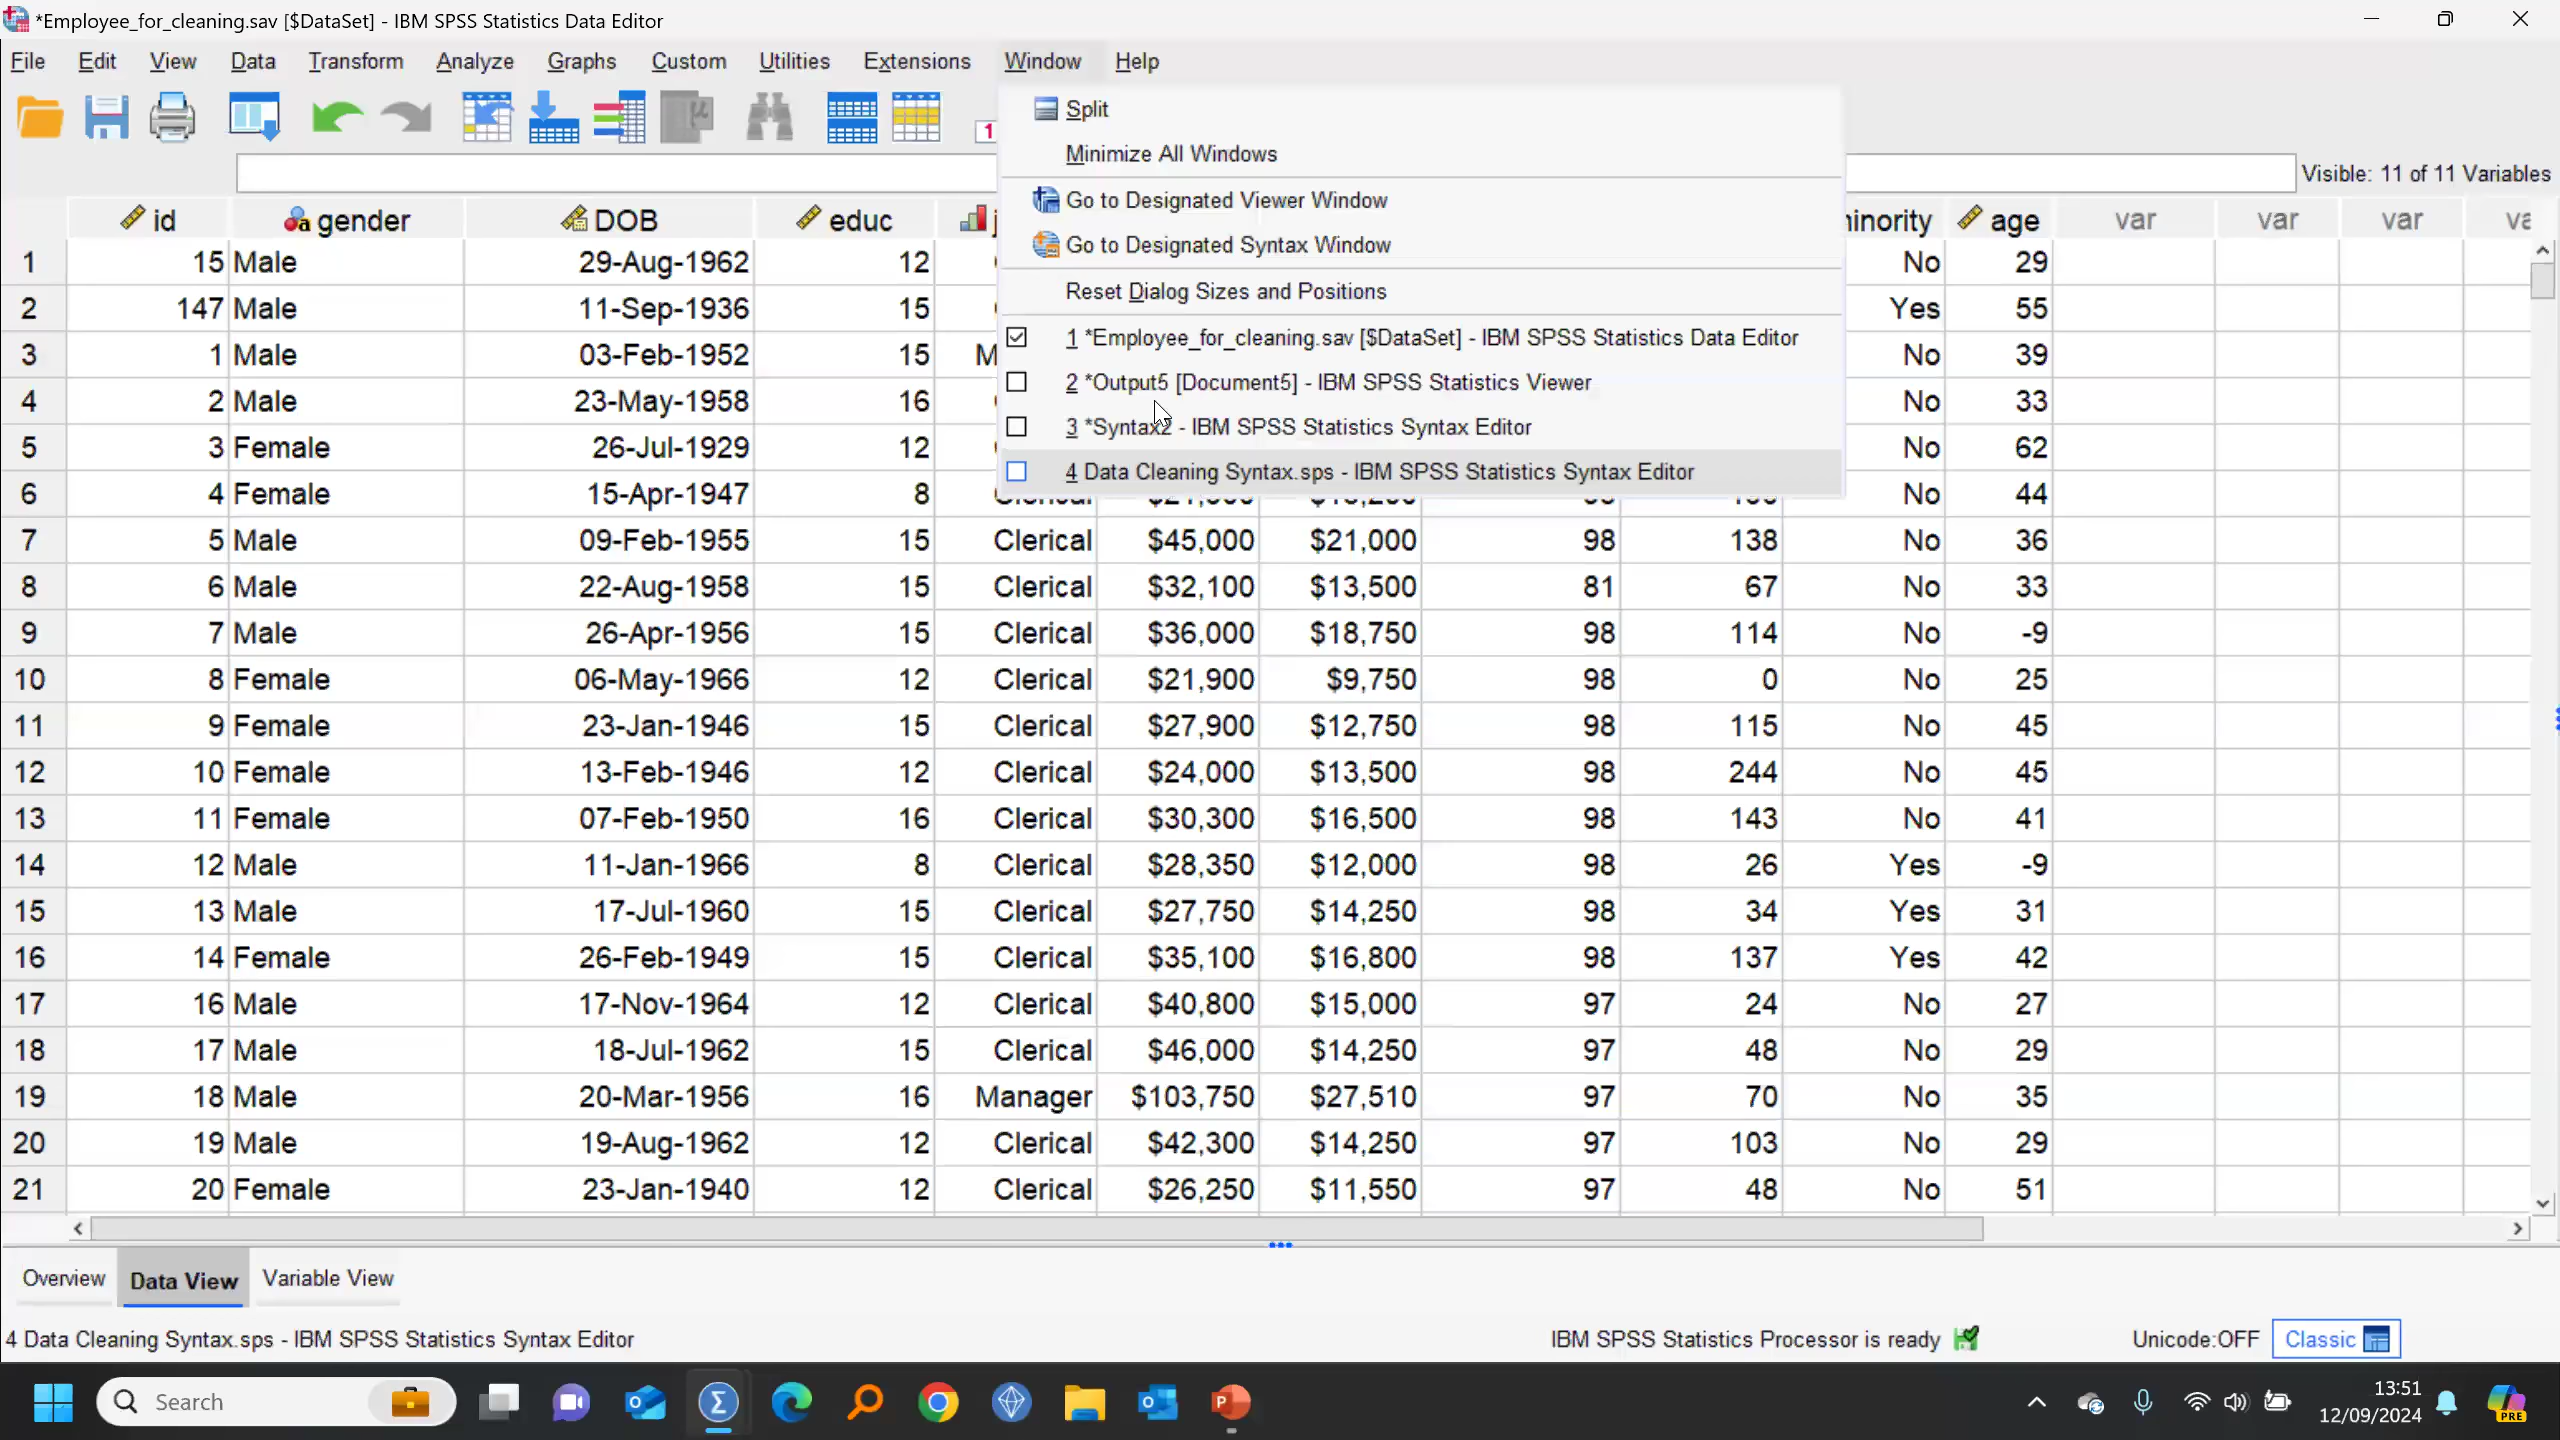 *Employee_for_cleaning.sav [$DataSet] - IBM SPSS Statistics Data Editor
File Edit View Data Transform Analyze Graphs Custom Utilities Extensions Window Help
1
Split
Minimize All Windows
Go to Designated Viewer Window
Go to Designated Syntax Window
Reset Dialog Sizes and Positions
1 *Employee_for_cleaning.sav [$DataSet] - IBM SPSS Statistics Data Editor
2 *Output5 [Document5] - IBM SPSS Statistics Viewer
3 *Syntax2 - IBM SPSS Statistics Syntax Editor
4 Data Cleaning Syntax.sps - IBM SPSS Statistics Syntax Editor
Visible: 11 of 11 Variables
id gender DOB educ j inority age var var var va
1 15 Male 29-Aug-1962 12 No 29
2 147 Male 11-Sep-1936 15 Yes 55
3 1 Male 03-Feb-1952 15 M No 39
4 2 Male 23-May-1958 16 No 33
5 3 Female 26-Jul-1929 12 No 62
6 4 Female 15-Apr-1947 8 No 44
7 5 Male 09-Feb-1955 15 Clerical $45,000 $21,000 98 138 No 36
8 6 Male 22-Aug-1958 15 Clerical $32,100 $13,500 81 67 No 33
9 7 Male 26-Apr-1956 15 Clerical $36,000 $18,750 98 114 No -9
10 8 Female 06-May-1966 12 Clerical $21,900 $9,750 98 0 No 25
11 9 Female 23-Jan-1946 15 Clerical $27,900 $12,750 98 115 No 45
12 10 Female 13-Feb-1946 12 Clerical $24,000 $13,500 98 244 No 45
13 11 Female 07-Feb-1950 16 Clerical $30,300 $16,500 98 143 No 41
14 12 Male 11-Jan-1966 8 Clerical $28,350 $12,000 98 26 Yes -9
15 13 Male 17-Jul-1960 15 Clerical $27,750 $14,250 98 34 Yes 31
16 14 Female 26-Feb-1949 15 Clerical $35,100 $16,800 98 137 Yes 42
17 16 Male 17-Nov-1964 12 Clerical $40,800 $15,000 97 24 No 27
18 17 Male 18-Jul-1962 15 Clerical $46,000 $14,250 97 48 No 29
19 18 Male 20-Mar-1956 16 Manager $103,750 $27,510 97 70 No 35
20 19 Male 19-Aug-1962 12 Clerical $42,300 $14,250 97 103 No 29
21 20 Female 23-Jan-1940 12 Clerical $26,250 $11,550 97 48 No 51
Overview Data View Variable View
4 Data Cleaning Syntax.sps - IBM SPSS Statistics Syntax Editor IBM SPSS Statistics Processor is ready Unicode:OFF Classic
Search
13:51
12/09/2024
PRE